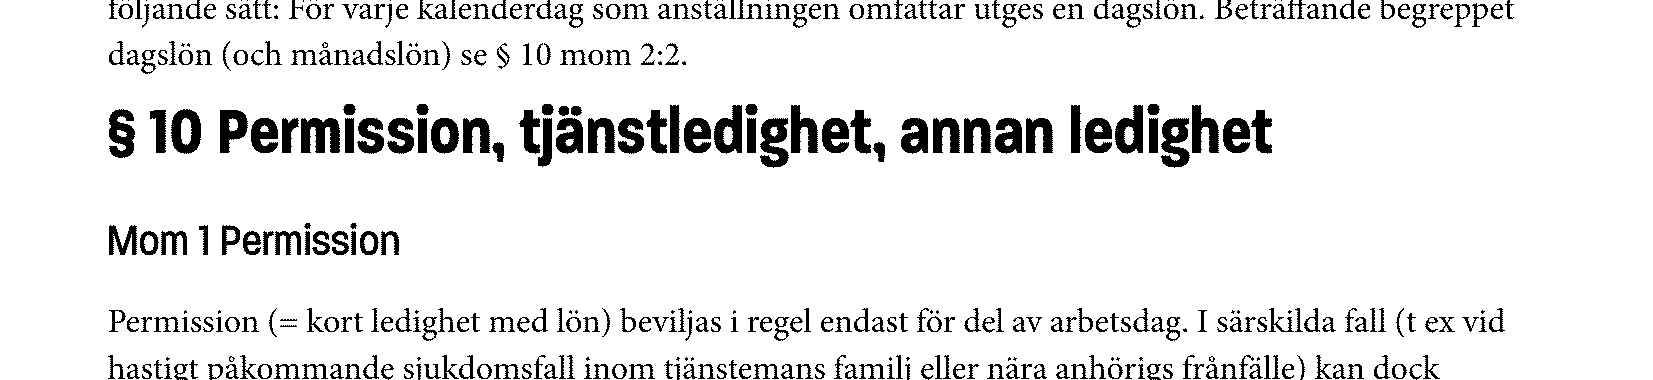 följande sätt: För varje kalenderdag som anställningen omfattar utges en dagslön. Beträffande begreppet
dagslön (och månadslön) se § 10 mom 2:2.
§ 10 Permission, tjänstledighet, annan ledighet
Mom 1 Permission
Permission (= kort ledighet med lön) beviljas i regel endast för del av arbetsdag. I särskilda fall (t ex vid
hastigt påkommande sjukdomsfall inom tjänstemans familj eller nära anhörigs frånfälle) kan dock